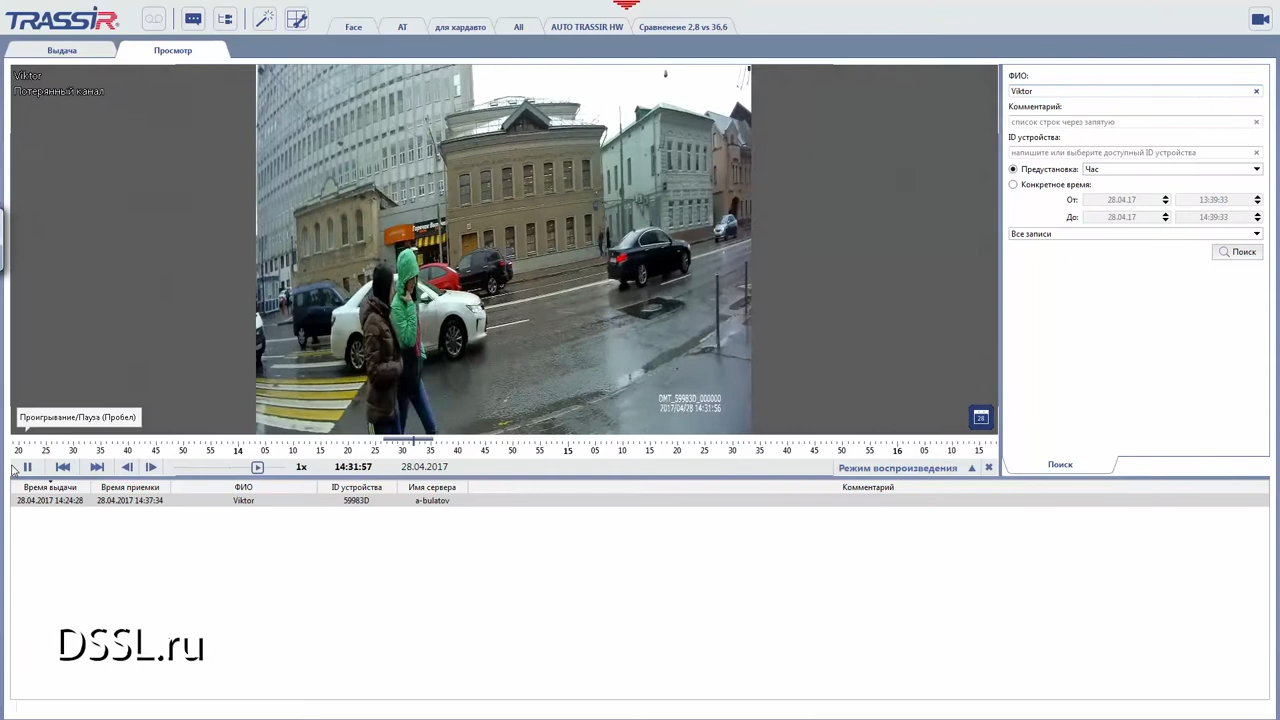 TRASSIR
Face
AT
для хардавто
All
AUTO TRASSIR HW
Сравненеие 2,8 vs 36,6
Выдача
Просмотр
Viktor
Потерянный канал
DMT_59983D_000000
2017/04/28 14:31:56
28
Проигрывание/Пауза (Пробел)
20 25 30 35 40 45 50 55 14 05 10 15 20 25 30 35 40 45 50 55 15 05 10 15 20 25 30 35 40 45 50 55 16 05 10 15
1x
14:31:57
28.04.2017
Режим воспроизведения
ФИО:
Viktor
Комментарий:
список строк через запятую
ID устройства:
напишите или выберите доступный ID устройства
Предустановка: Час
Конкретное время:
От: 28.04.17 13:39:33
До: 28.04.17 14:39:33
Все записи
Поиск
Поиск
Время выдачи Время приемки ФИО ID устройства Имя сервера Комментарий
28.04.2017 14:24:28 28.04.2017 14:37:34 Viktor 59983D a-bulatov
DSSL.ru